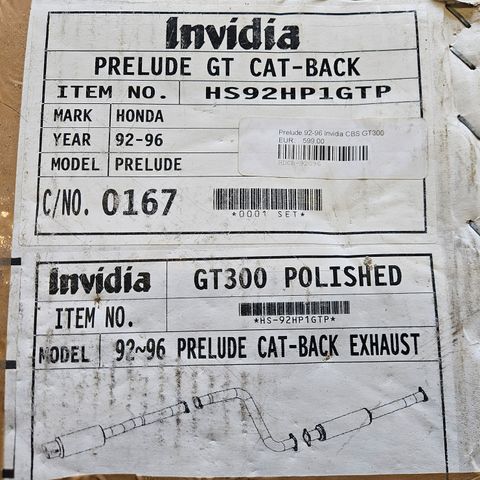 Invidia
PRELUDE GT CAT-BACK
ITEM NO. HS92HP1GTP
MARK HONDA
YEAR 92-96
MODEL PRELUDE
Prelude 92-96 Invidia CBS GT300
EUR: 599.00
C/NO. 0167
*0001 SET*
Invidia GT300 POLISHED
ITEM NO.
*HS-92HP1GTP*
MODEL 92~96 PRELUDE CAT-BACK EXHAUST